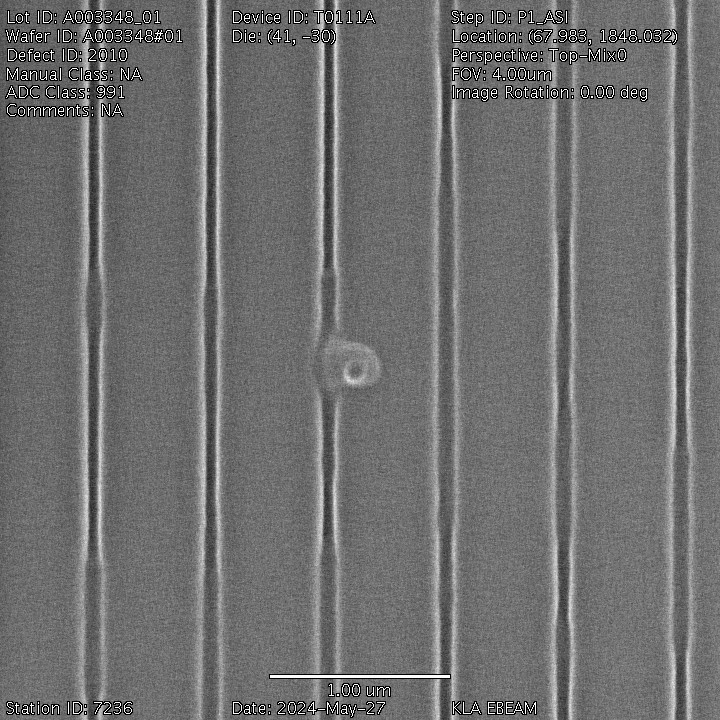 Lot ID: A003348_01
Wafer ID: A003348#01
Defect ID: 2010
Manual Class: NA
ADC Class: 991
Comments: NA
Device ID: T0111A
Die: (41, -30)
Step ID: P1_ASI
Location: (67.983, 1848.032)
Perspective: Top-Mix0
FOV: 4.00um
Image Rotation: 0.00 deg
1.00 um
Station ID: 7236
Date: 2024-May-27
KLA EBEAM